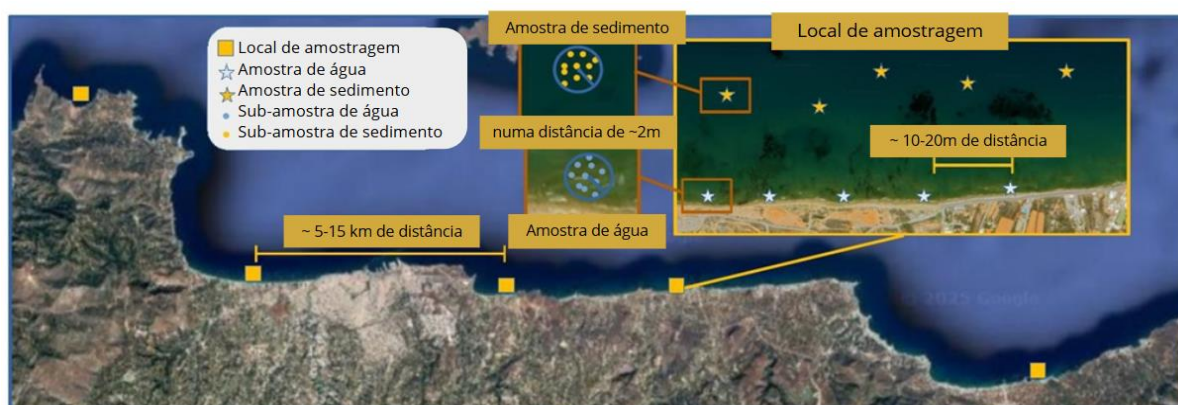 Local de amostragem
Amostra de água
Amostra de sedimento
Sub-amostra de água
Sub-amostra de sedimento
Amostra de sedimento
numa distância de ~2m
Amostra de água
Local de amostragem
~ 10-20m de distância
~ 5-15 km de distância
© 2025 Google